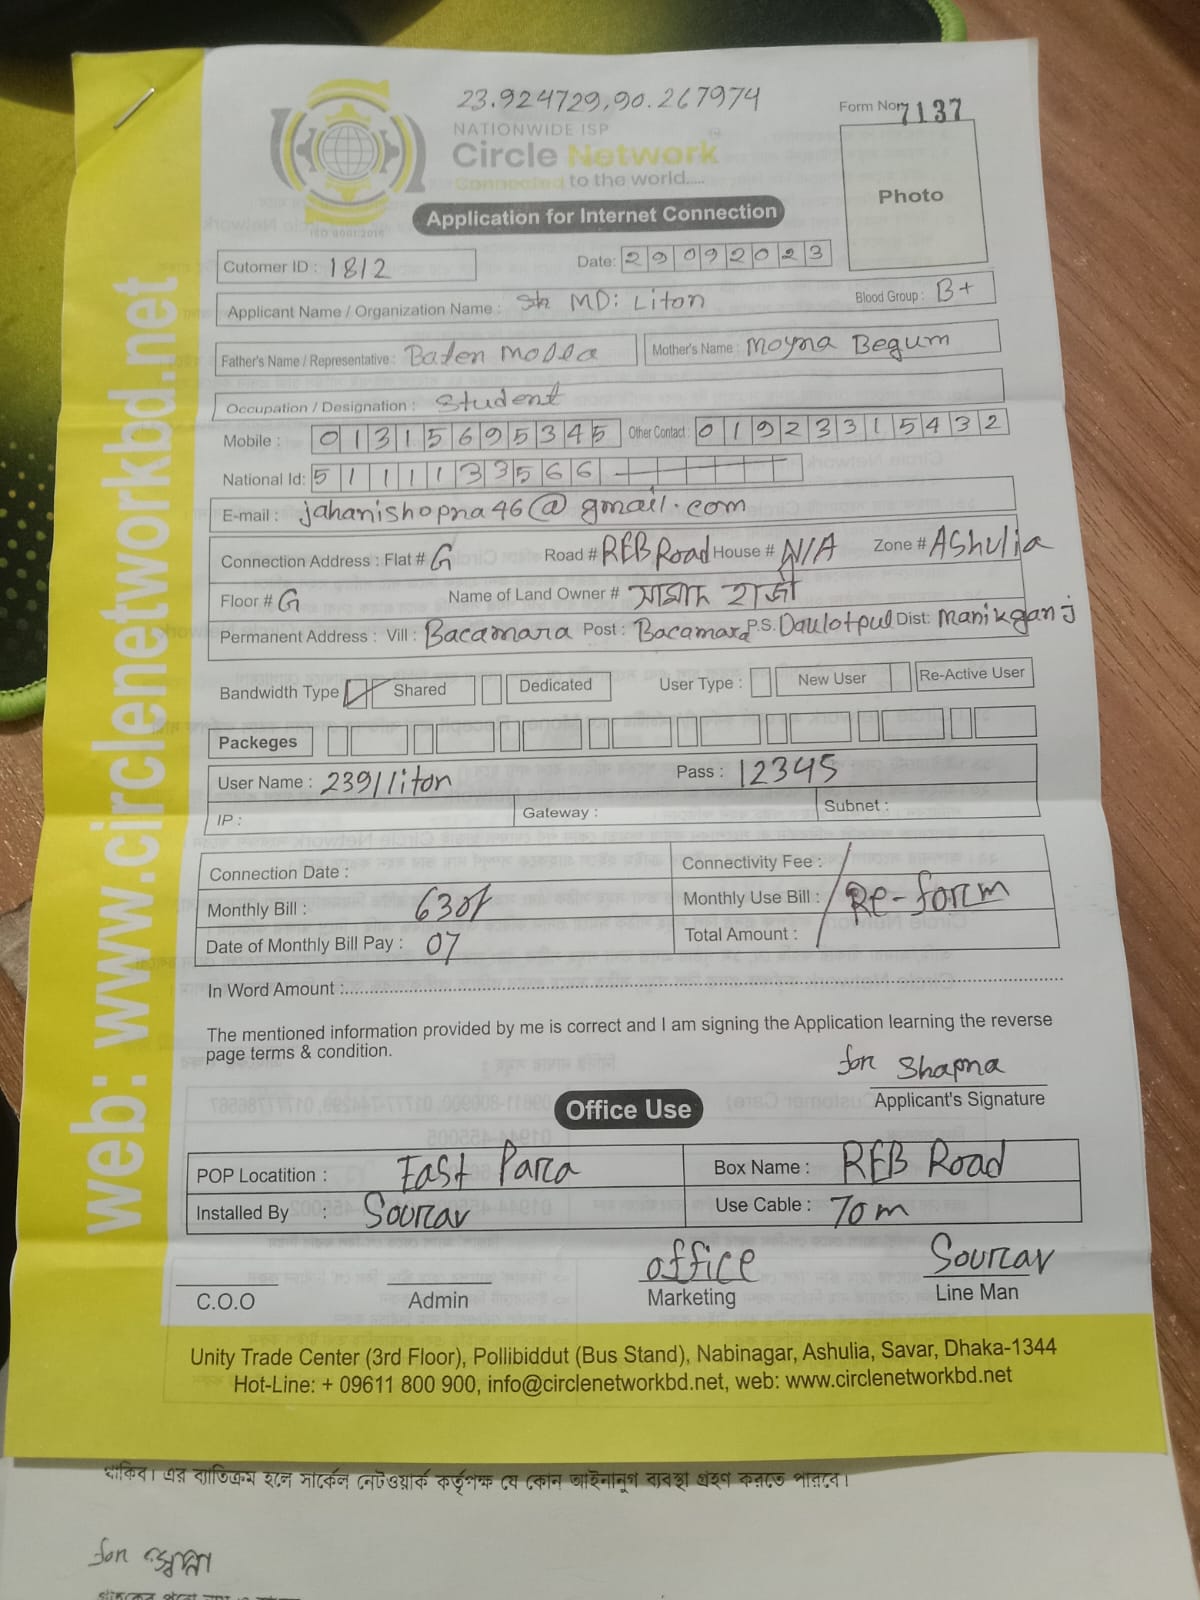 23.924729,90.267974
Form No: 7137
NATIONWIDE ISP
Circle Network
Connected to the world.....
ISO 9001:2015
Photo
Application for Internet Connection
Cutomer ID : 1812
Date: 29092023
Applicant Name / Organization Name : MD: Liton
Blood Group : B+
Father's Name / Representative : Baten Molla
Mother's Name : Moyna Begum
Occupation / Designation : Student
Mobile : 01315695345
Other Contact : 01923315432
National Id: 5111133566
E-mail : jahanishopna46@gmail.com
Connection Address : Flat # G Road # REB Road House # N/A Zone # Ashulia
Floor # G Name of Land Owner # সামাদ হাজী
Permanent Address : Vill : Bacamara Post : Bacamara P.S. Daulotpul Dist: Manikganj
Bandwidth Type Shared Dedicated User Type : New User Re-Active User
Packeges
User Name : 2391liton Pass : 12345
IP : Gateway : Subnet :
Connection Date : Connectivity Fee :
Monthly Bill : 630/ Monthly Use Bill : Re-form
Date of Monthly Bill Pay : 07 Total Amount :
In Word Amount :
The mentioned information provided by me is correct and I am signing the Application learning the reverse
page terms & condition.
for Shapna
Applicant's Signature
Office Use
POP Locatition : East Para Box Name : REB Road
Installed By : Sourav Use Cable : 70m
office Sourav
C.O.O Admin Marketing Line Man
Unity Trade Center (3rd Floor), Pollibiddut (Bus Stand), Nabinagar, Ashulia, Savar, Dhaka-1344
Hot-Line: + 09611 800 900, info@circlenetworkbd.net, web: www.circlenetworkbd.net
web: www.circlenetworkbd.net
থাকিব। এর ব্যতিক্রম হলে সার্কেল নেটওয়ার্ক কর্তৃপক্ষ যে কোন আইনানুগ ব্যবস্থা গ্রহণ করতে পারবে।
for স্বপ্না